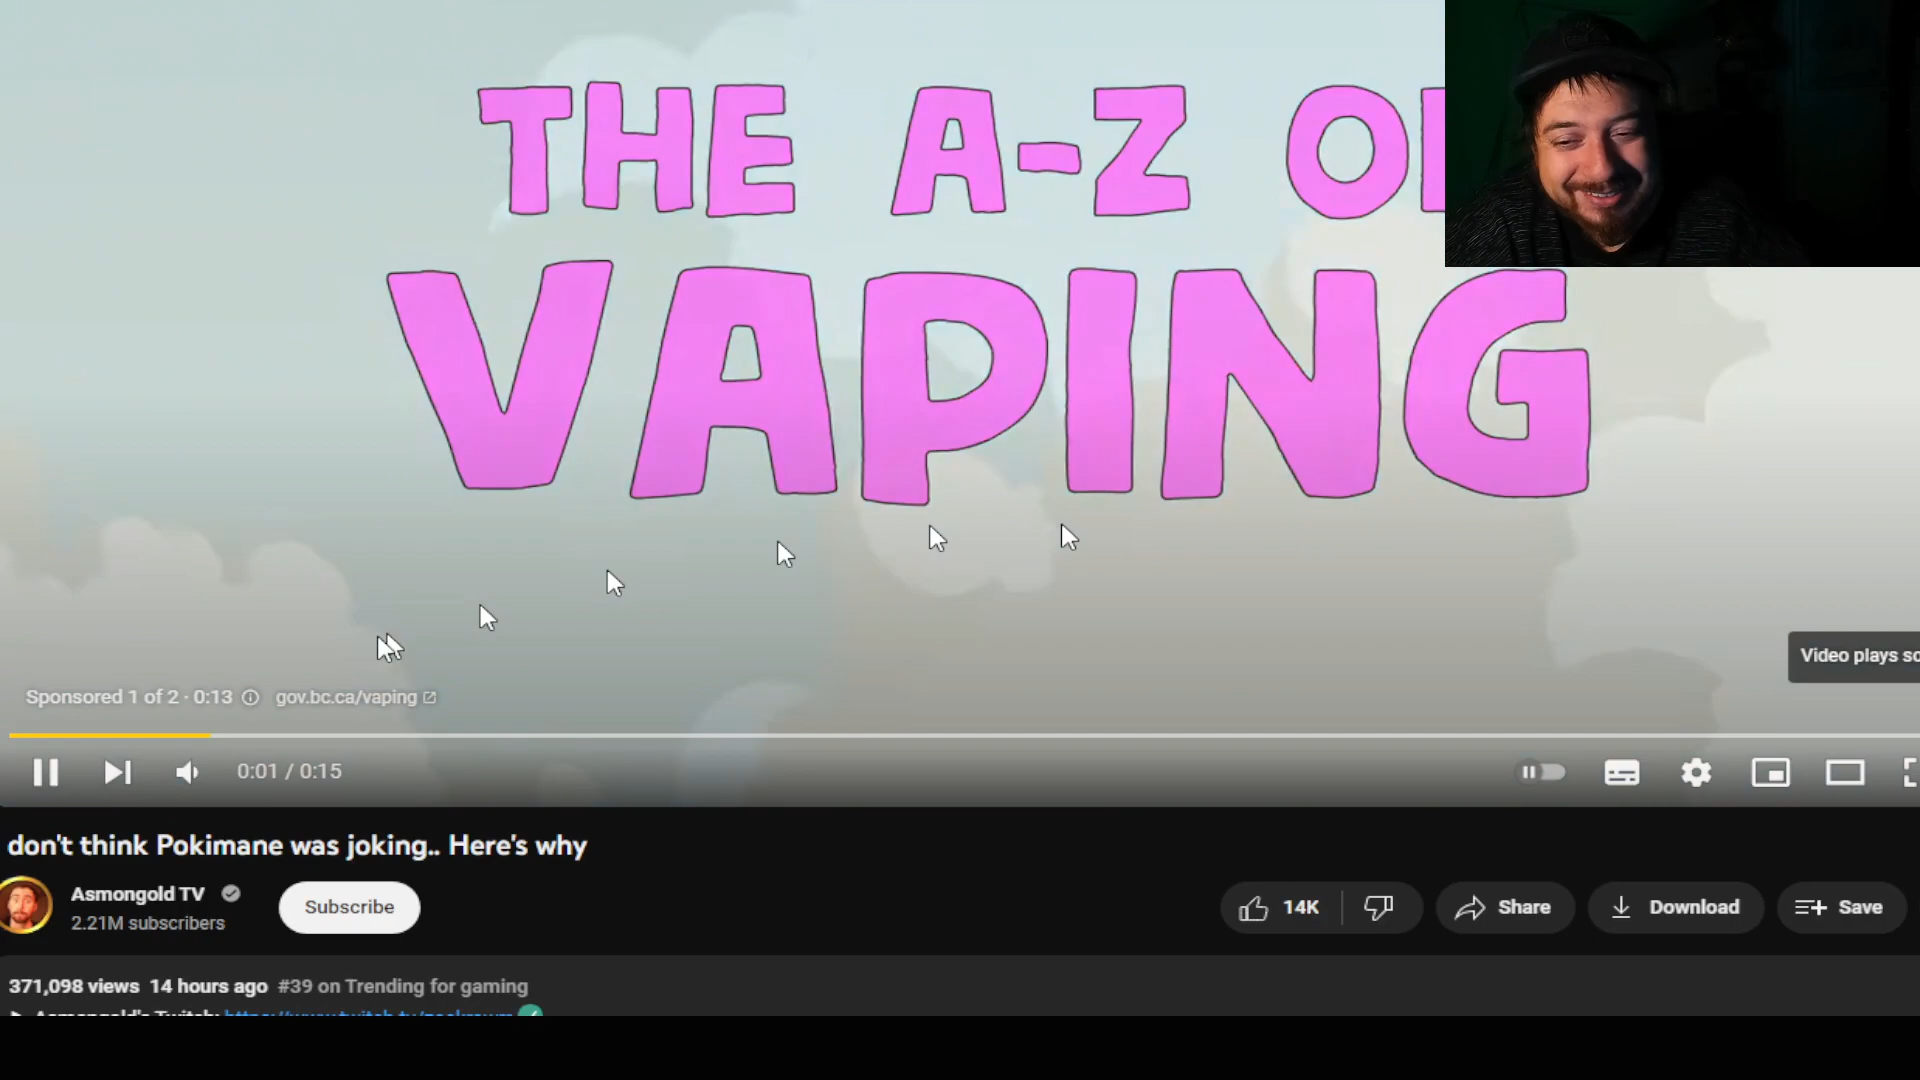 THE A-Z O
VAPING
Video plays
Sponsored 1 of 2 · 0:13 gov.bc.ca/vaping
0:01 / 0:15
don't think Pokimane was joking.. Here's why
Asmongold TV
2.21M subscribers
Subscribe
14K
Share
Download
Save
371,098 views 14 hours ago #39 on Trending for gaming
Asmongold's Twitch: